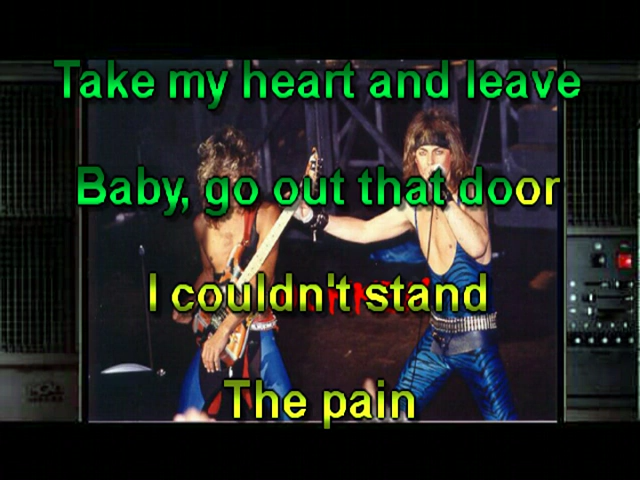 Take my heart and leave
Baby, go out that door
I couldn't stand
The pain